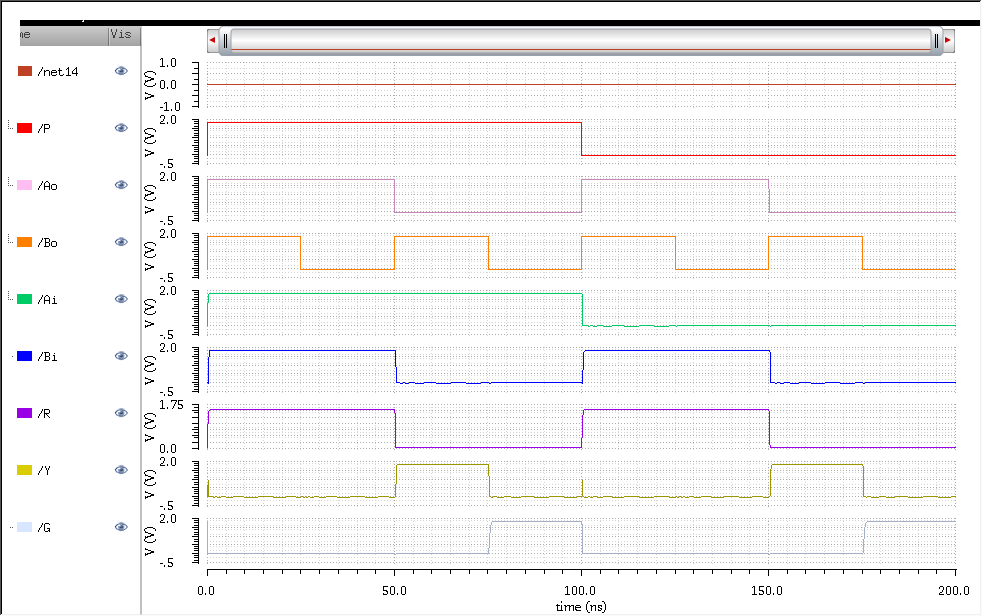 me Vis
/net14
V (V)
1.0
0.0
-1.0
/P
V (V)
2.0
-.5
/Ao
V (V)
2.0
-.5
/Bo
V (V)
2.0
-.5
/Ai
V (V)
2.0
-.5
/Bi
V (V)
2.0
-.5
/R
V (V)
1.75
0.0
/Y
V (V)
2.0
-.5
/G
V (V)
2.0
-.5
0.0 50.0 100.0 150.0 200.0
time (ns)